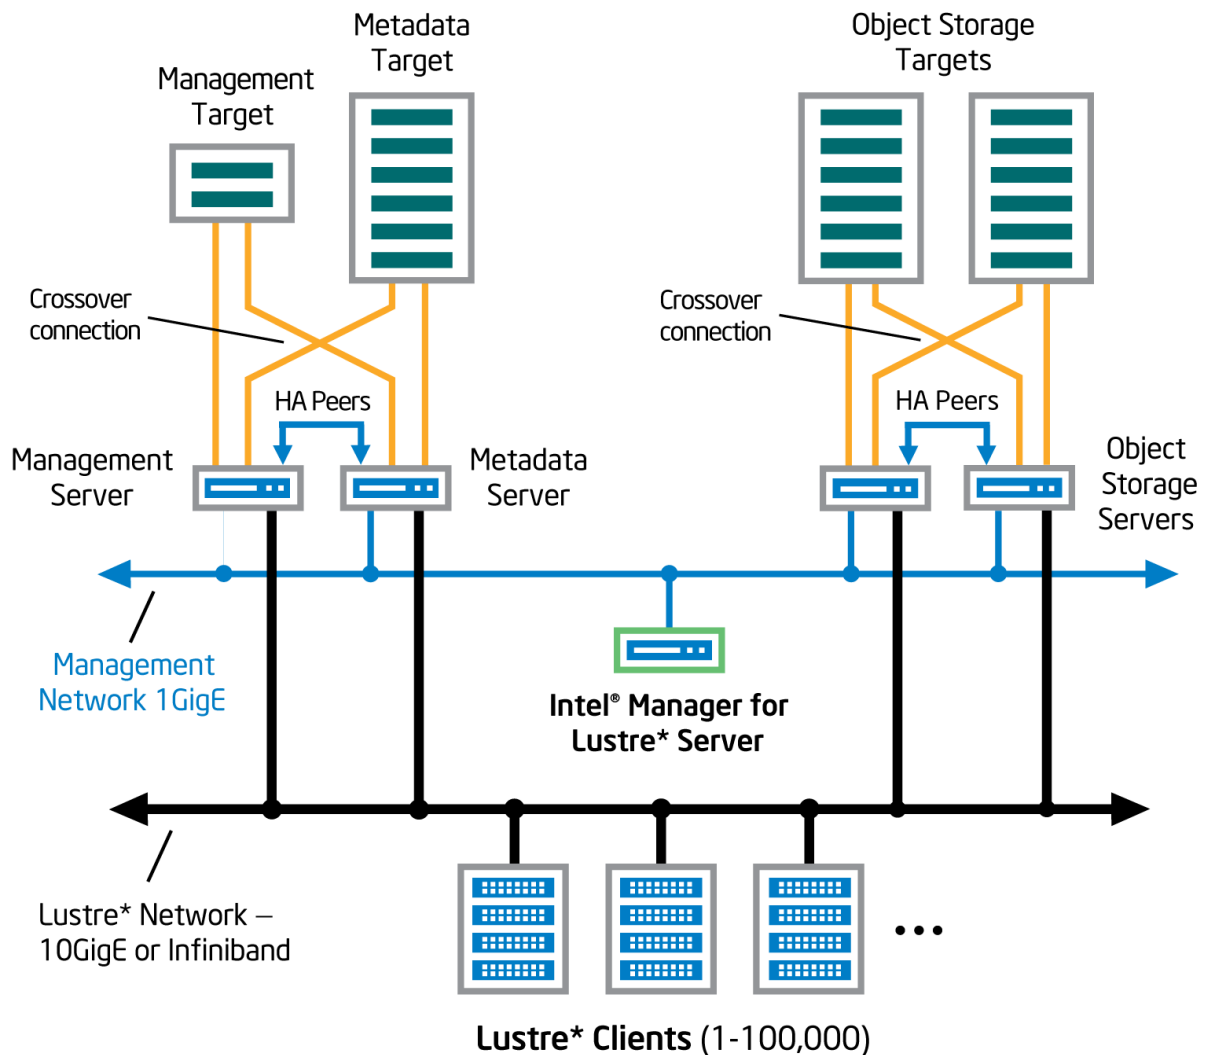 Metadata
Target
Object Storage
Targets
Management
Target
Crossover
connection
Crossover
connection
HA Peers
HA Peers
Management
Server
Metadata
Server
Object
Storage
Servers
Management
Network 1GigE
Intel® Manager for
Lustre* Server
Lustre* Network –
10GigE or Infiniband
Lustre* Clients (1-100,000)